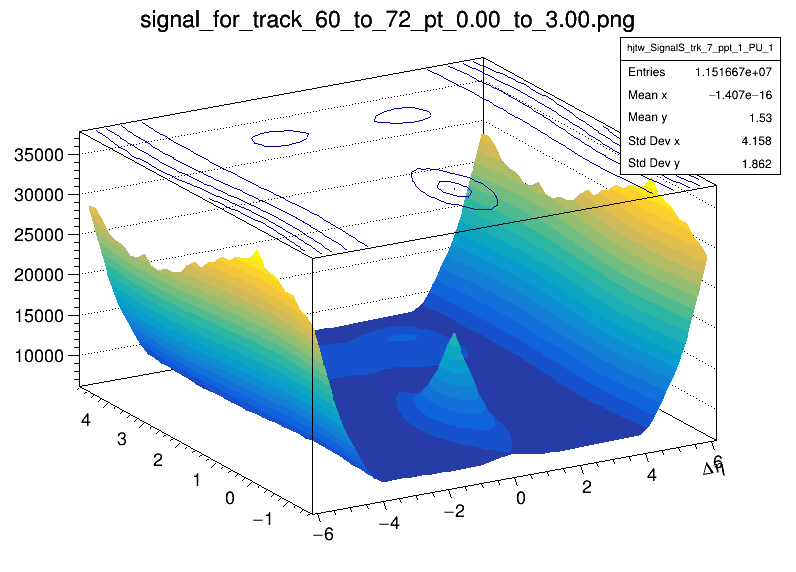 signal_for_track_60_to_72_pt_0.00_to_3.00.png
hjtw_SignalS_trk_7_ppt_1_PU_1
Entries 1.151667e+07
Mean x −1.407e−16
Mean y 1.53
Std Dev x 4.158
Std Dev y 1.862
35000
30000
25000
20000
15000
10000
4
3
2
1
0
−1
−6
−4
−2
0
2
4
6
Δη